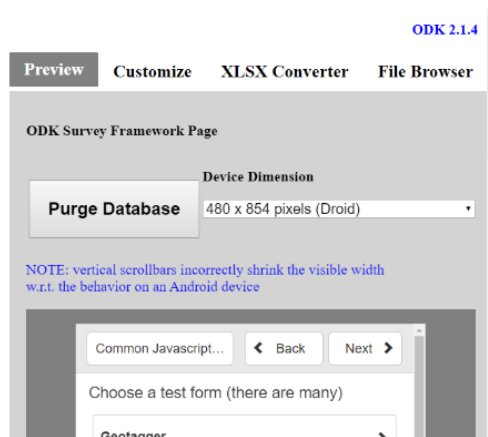 ODK 2.1.4
Preview Customize XLSX Converter File Browser
ODK Survey Framework Page
Device Dimension
Purge Database 480 x 854 pixels (Droid)
NOTE: vertical scrollbars incorrectly shrink the visible width
w.r.t. the behavior on an Android device
Common Javascript... Back Next
Choose a test form (there are many)
Geotagger